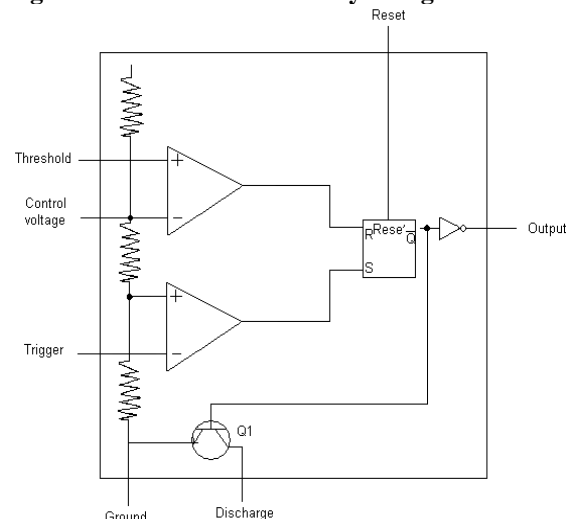 Reset
Threshold
+
Control
voltage
−
R
Rese
Q
Output
S
+
Trigger
−
Q1
Ground
Discharge